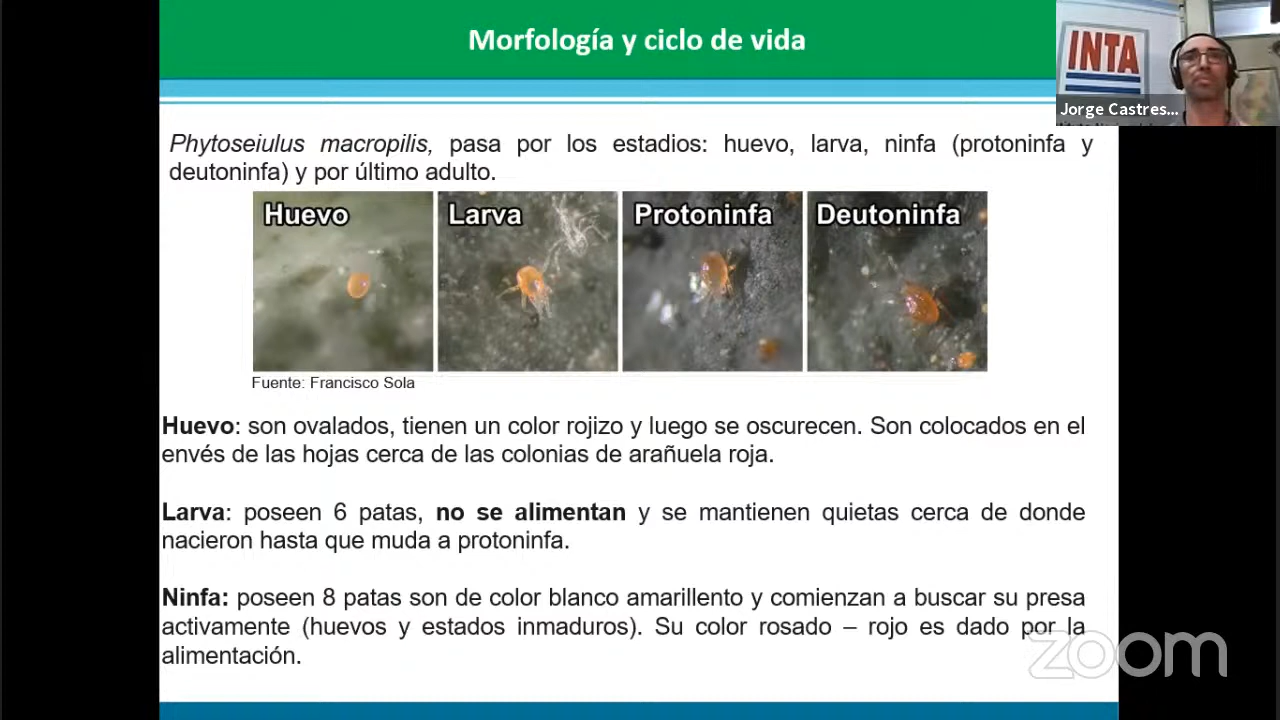 Morfología y ciclo de vida
INTA
Jorge Castres...
Phytoseiulus macropilis, pasa por los estadios: huevo, larva, ninfa (protoninfa y
deutoninfa) y por último adulto.
Huevo
Larva
Protoninfa
Deutoninfa
Fuente: Francisco Sola
Huevo: son ovalados, tienen un color rojizo y luego se oscurecen. Son colocados en el
envés de las hojas cerca de las colonias de arañuela roja.
Larva: poseen 6 patas, no se alimentan y se mantienen quietas cerca de donde
nacieron hasta que muda a protoninfa.
Ninfa: poseen 8 patas son de color blanco amarillento y comienzan a buscar su presa
activamente (huevos y estados inmaduros). Su color rosado – rojo es dado por la
alimentación.
zoom